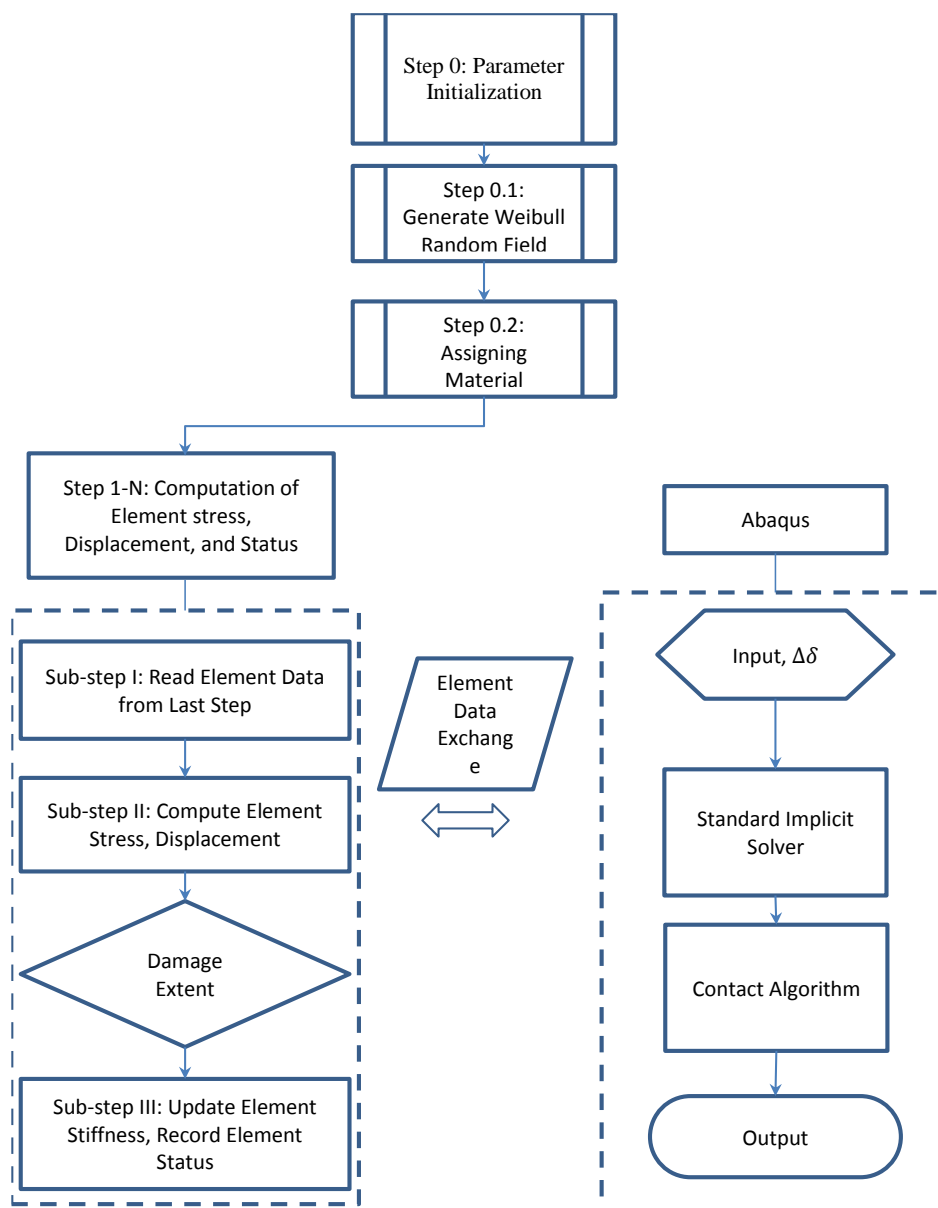 Step 0: Parameter
Initialization
Step 0.1:
Generate Weibull
Random Field
Step 0.2:
Assigning
Material
Step 1-N: Computation of
Element stress,
Displacement, and Status
Sub-step I: Read Element Data
from Last Step
Sub-step II: Compute Element
Stress, Displacement
Damage
Extent
Sub-step III: Update Element
Stiffness, Record Element
Status
Element
Data
Exchang
e
Abaqus
Input, Δ𝛿
Standard Implicit
Solver
Contact Algorithm
Output